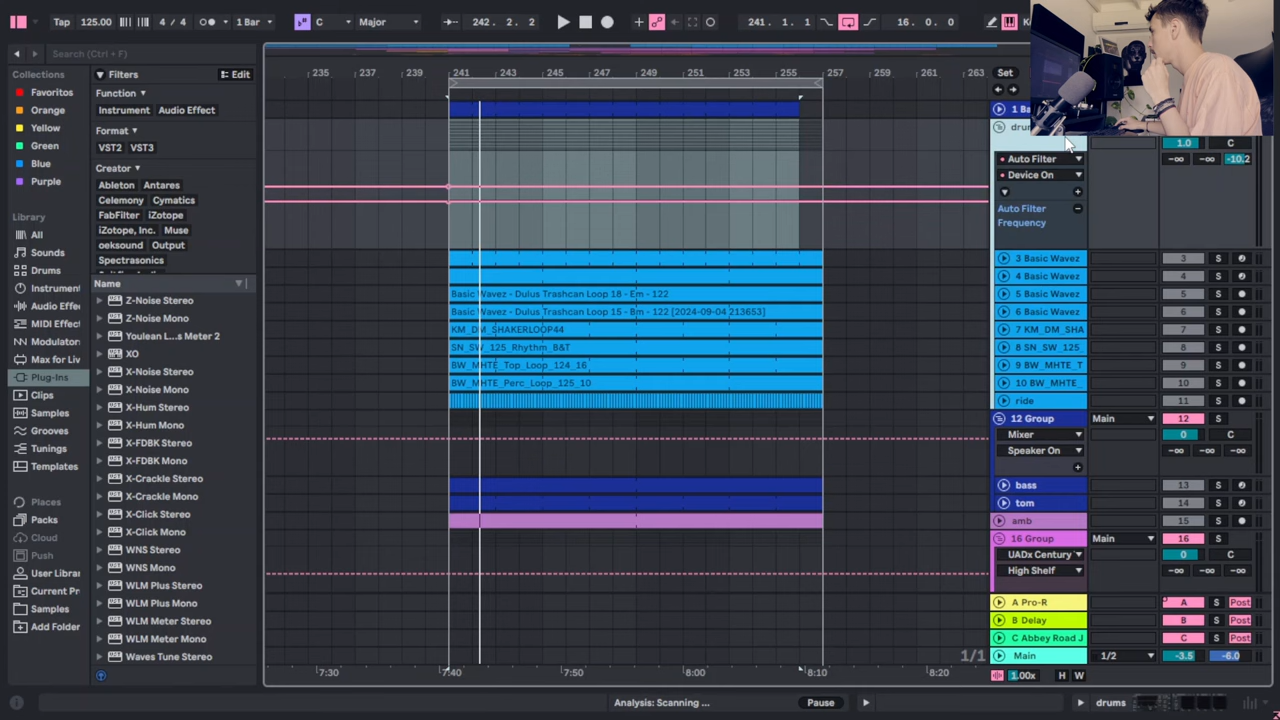 Tap 125.00 4 / 4 1 Bar C Major 242. 2. 2 241. 1. 1 16. 0. 0
Search (Cmd + F)
235 237 239 241 243 245 247 249 251 253 255 257 259 261 263 Set
Collections
Favoritos
Orange
Yellow
Green
Blue
Purple
Library
All
Sounds
Drums
Instrument
Audio Effe
MIDI Effect
Modulator
Max for Liv
Plug-Ins
Clips
Samples
Grooves
Tunings
Templates
Places
Packs
Cloud
Push
User Libra
Current Pr
Samples
Add Folder
Filters Edit
Function
Instrument Audio Effect
Format
VST2 VST3
Creator
Ableton Antares
Celemony Cymatics
FabFilter iZotope
iZotope, Inc. Muse
oeksound Output
Spectrasonics
Name
Z-Noise Stereo
Z-Noise Mono
Youlean L...s Meter 2
XO
X-Noise Stereo
X-Noise Mono
X-Hum Stereo
X-Hum Mono
X-FDBK Stereo
X-FDBK Mono
X-Crackle Stereo
X-Crackle Mono
X-Click Stereo
X-Click Mono
WNS Stereo
WNS Mono
WLM Plus Stereo
WLM Plus Mono
WLM Meter Stereo
WLM Meter Mono
Waves Tune Stereo
Basic Wavez - Dulus Trashcan Loop 18 - Em - 122
Basic Wavez - Dulus Trashcan Loop 15 - Bm - 122 [2024-09-04 213653]
KM_DM_SHAKERLOOP44
SN_SW_125_Rhythm_B&T
BW_MHTE_Top_Loop_124_16
BW_MHTE_Perc_Loop_125_10
1 Ba
dru 1.0 C
Auto Filter -∞ -∞ -10.2
Device On
Auto Filter
Frequency
3 Basic Wavez 3 S
4 Basic Wavez 4 S
5 Basic Wavez 5 S
6 Basic Wavez 6 S
7 KM_DM_SHA 7 S
8 SN_SW_125_ 8 S
9 BW_MHTE_T 9 S
10 BW_MHTE_ 10 S
ride 11 S
12 Group Main 12 S
Mixer 0 C
Speaker On -∞ -∞ -∞
bass 13 S
tom 14 S
amb 15 S
16 Group Main 16 S
UADx Century 0 C
High Shelf -∞ -∞ -∞
A Pro-R A S Post
B Delay B S Post
C Abbey Road J C S Post
Main 1/2 -3.5 -6.0
1/1
7:30 7:40 7:50 8:00 8:10 8:20 1.00x H W
Analysis: Scanning ... Pause drums